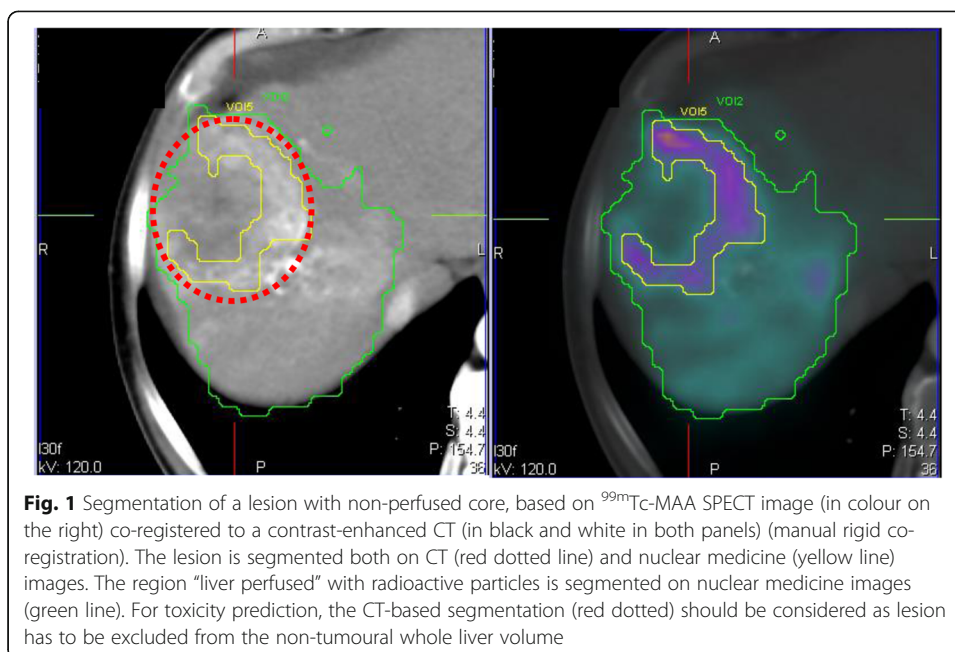 A
VOI5
R
I30f
kV: 120.0
P
T: 4.4
S: 4.4
P: 154.7
36
A
VOI5 VOI2
R
L
I30f
kV: 120.0
P
T: 4.4
S: 4.4
P: 154.7
36
Fig. 1 Segmentation of a lesion with non-perfused core, based on 99mTc-MAA SPECT image (in colour on
the right) co-registered to a contrast-enhanced CT (in black and white in both panels) (manual rigid co-
registration). The lesion is segmented both on CT (red dotted line) and nuclear medicine (yellow line)
images. The region “liver perfused” with radioactive particles is segmented on nuclear medicine images
(green line). For toxicity prediction, the CT-based segmentation (red dotted) should be considered as lesion
has to be excluded from the non-tumoural whole liver volume